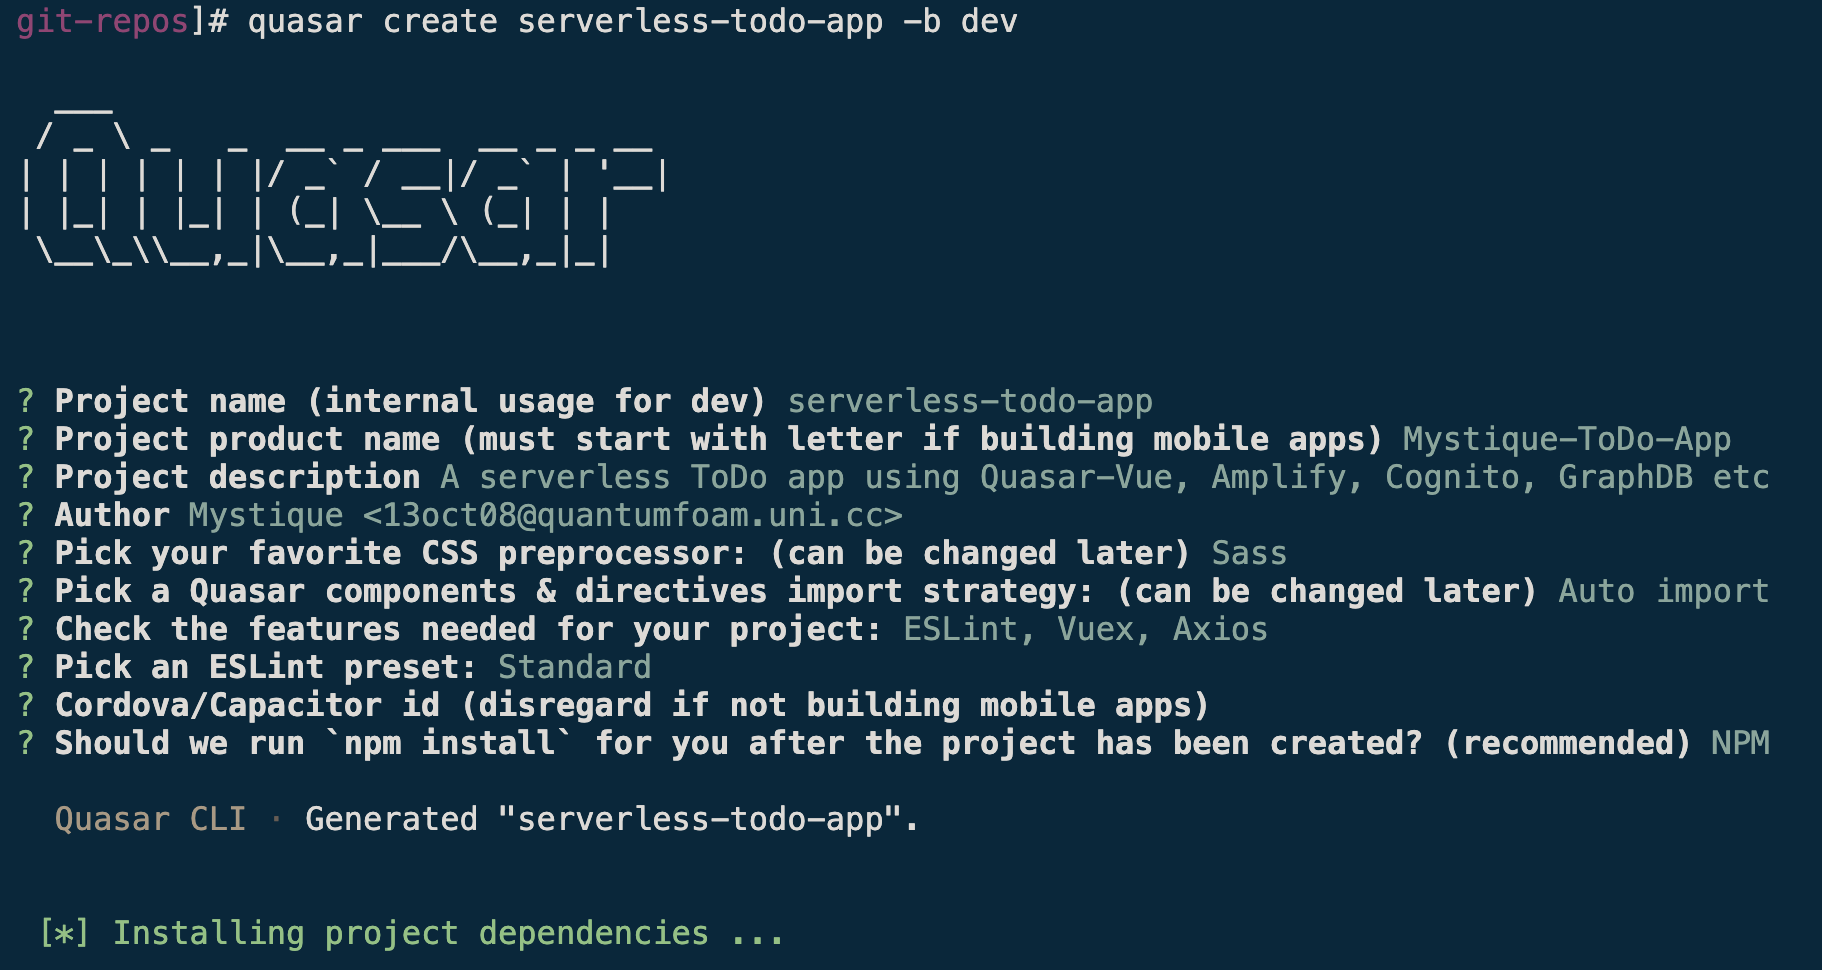 git-repos]# quasar create serverless-todo-app -b dev
  ___
 / _ \ _   _  __ _ ___  __ _ _ __
| | | | | | |/ _` / __|/ _` | '__|
| |_| | |_| | (_| \__ \ (_| | |
 \__\_\\__,_|\__,_|___/\__,_|_|
? Project name (internal usage for dev) serverless-todo-app
? Project product name (must start with letter if building mobile apps) Mystique-ToDo-App
? Project description A serverless ToDo app using Quasar-Vue, Amplify, Cognito, GraphDB etc
? Author Mystique <13oct08@quantumfoam.uni.cc>
? Pick your favorite CSS preprocessor: (can be changed later) Sass
? Pick a Quasar components & directives import strategy: (can be changed later) Auto import
? Check the features needed for your project: ESLint, Vuex, Axios
? Pick an ESLint preset: Standard
? Cordova/Capacitor id (disregard if not building mobile apps)
? Should we run `npm install` for you after the project has been created? (recommended) NPM
Quasar CLI · Generated "serverless-todo-app".
[*] Installing project dependencies ...